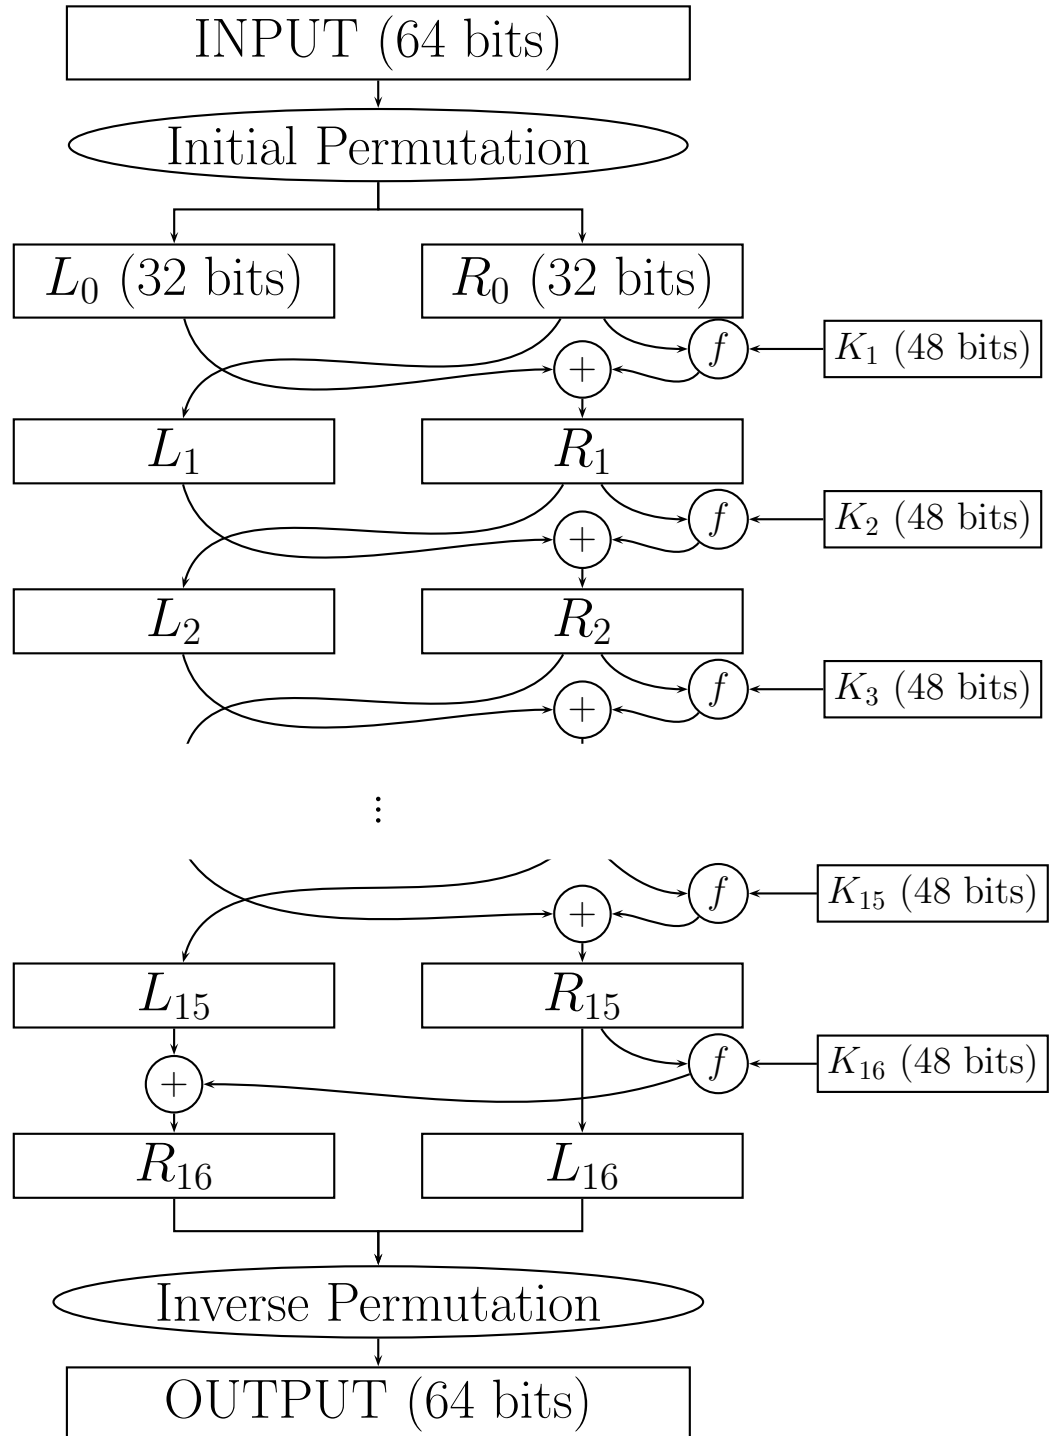 INPUT (64 bits)
Initial Permutation
L₀ (32 bits) R₀ (32 bits)
f K₁ (48 bits)
+
L₁ R₁
f K₂ (48 bits)
+
L₂ R₂
f K₃ (48 bits)
+
⋮
f K₁₅ (48 bits)
+
L₁₅ R₁₅
f K₁₆ (48 bits)
+
R₁₆ L₁₆
Inverse Permutation
OUTPUT (64 bits)